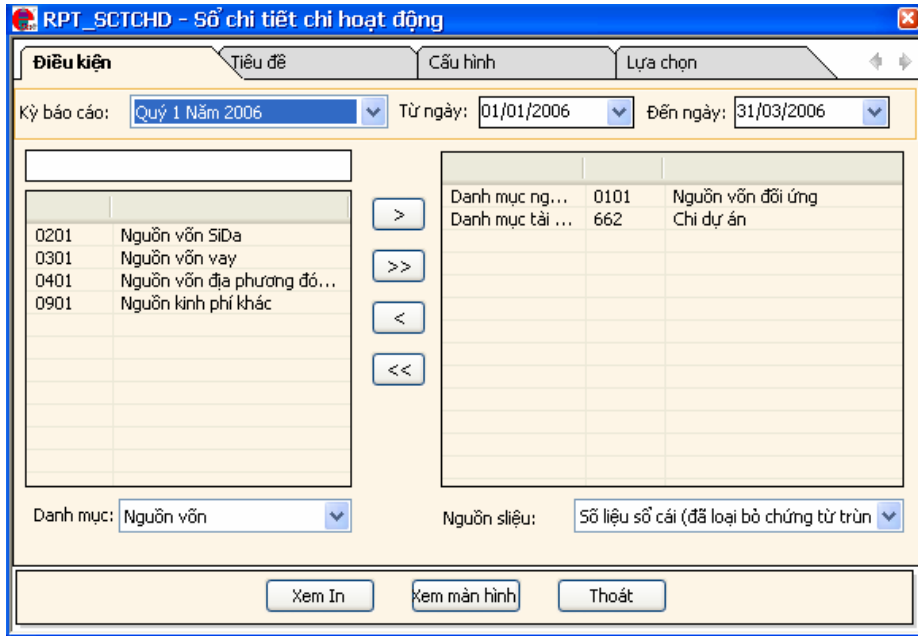 RPT_SCTCHD - Sổ chi tiết chi hoạt động
Điều kiện Tiêu đề Cấu hình Lựa chọn
Kỳ báo cáo: Quý 1 Năm 2006 Từ ngày: 01/01/2006 Đến ngày: 31/03/2006
0201 Nguồn vốn SiDa
0301 Nguồn vốn vay
0401 Nguồn vốn địa phương đó...
0901 Nguồn kinh phí khác
>
>>
<
<<
Danh mục ng... 0101 Nguồn vốn đối ứng
Danh mục tài ... 662 Chi dự án
Danh mục: Nguồn vốn Nguồn sliệu: Số liệu sổ cái (đã loại bỏ chứng từ trùn
Xem In Xem màn hình Thoát